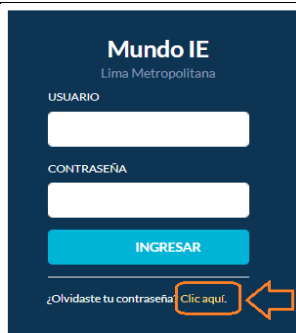 Mundo IE
Lima Metropolitana
USUARIO
CONTRASEÑA
INGRESAR
¿Olvidaste tu contraseña? Clic aquí.